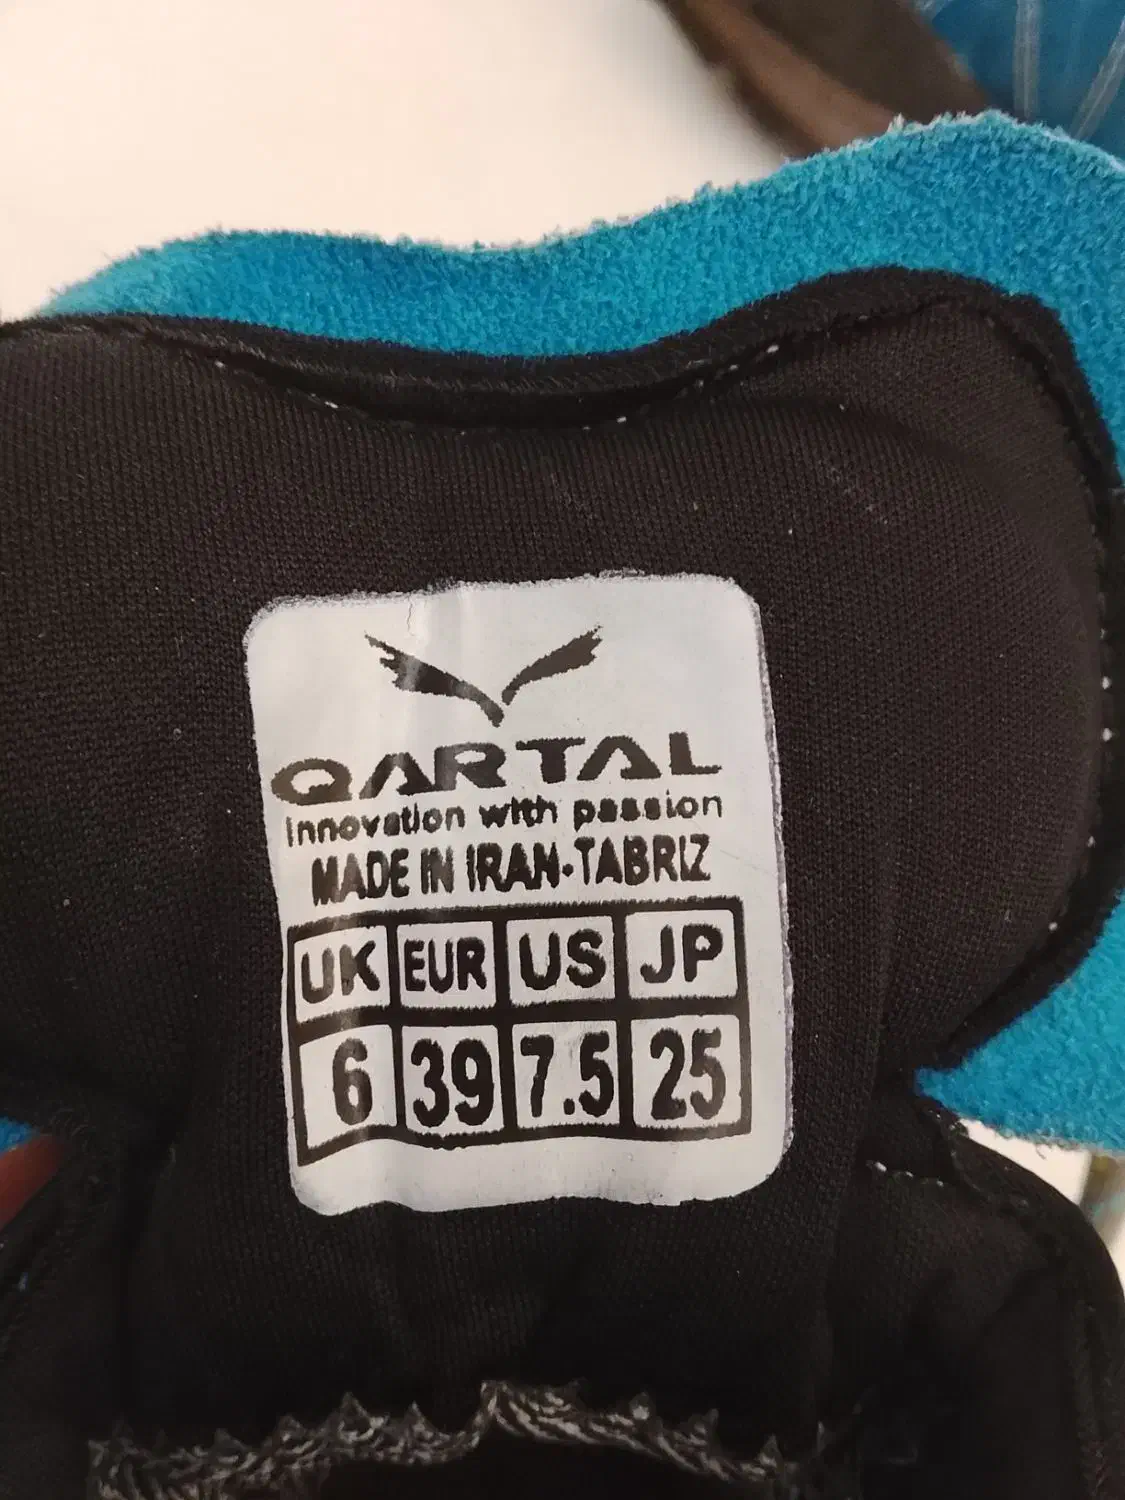 QARTAL
Innovation with passion
MADE IN IRAN-TABRIZ
UK EUR US JP
6 39 7.5 25